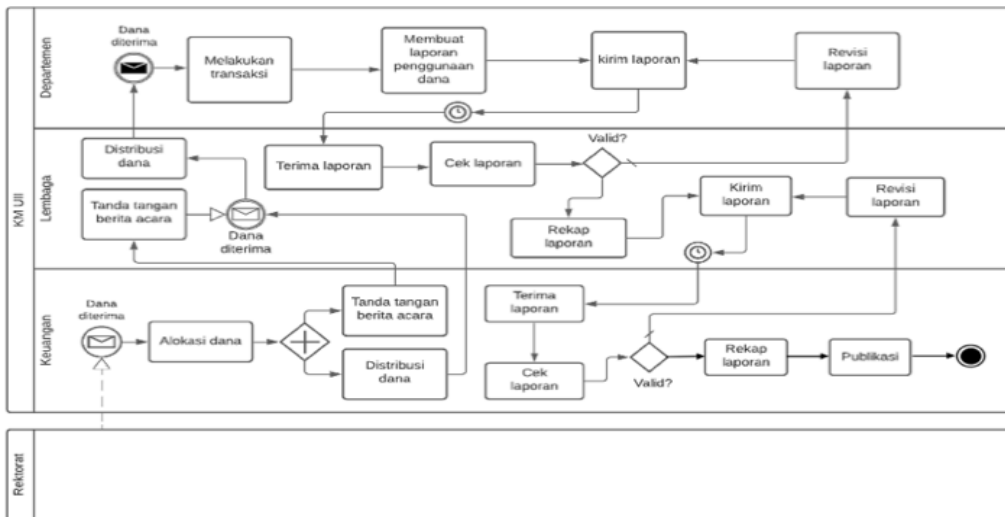 KM UII
Departemen
Dana
diterima
Melakukan
transaksi
Membuat
laporan
penggunaan
dana
kirim laporan
Revisi
laporan
Lembaga
Distribusi
dana
Tanda tangan
berita acara
Dana
diterima
Terima laporan
Cek laporan
Valid?
Rekap
laporan
Kirim
laporan
Revisi
laporan
Keuangan
Dana
diterima
Alokasi dana
Tanda tangan
berita acara
Distribusi
dana
Terima
laporan
Cek
laporan
Valid?
Rekap
laporan
Publikasi
Rektorat